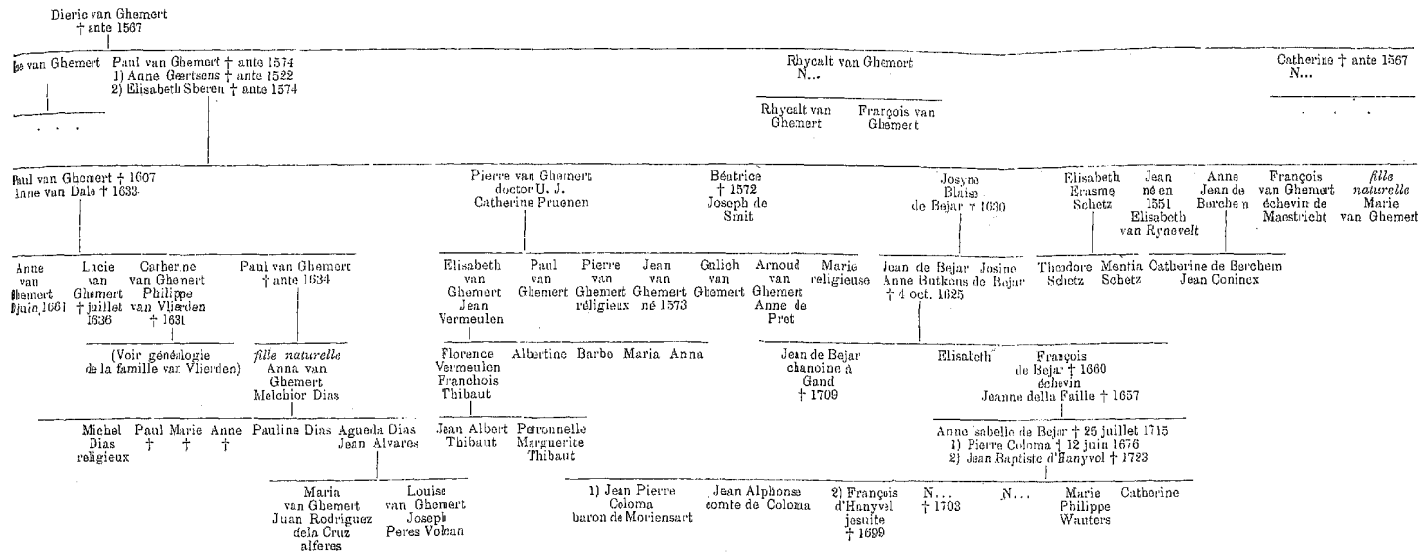 Dieric van Ghemert
† ante 1567
van Ghemert
Paul van Ghemert † ante 1574
1) Anne Geertsens † ante 1522
2) Elisabeth Sberen † ante 1574
Rhycalt van Ghemert
N...
Catherine † ante 1567
N...
Rhycalt van
Ghemert
François van
Ghemert
. . .
. . .
Paul van Ghemert † 1607
Anne van Dale † 1633
Pierre van Ghemert
doctor U. J.
Catherine Pruenen
Béatrice
† 1572
Joseph de
Smit
Josyne
Blaise
de Bejar † 1630
Elisabeth
Erasme
Schetz
Jean
né en
1551
Elisabeth
van Rynevelt
Anne
Jean de
Berchen
François
van Ghemert
échevin de
Maestricht
fille
naturelle
Marie
van Ghemert
Anne
van
Ghemert
juin 1661
Lucie
van
Ghemert
† juillet
1636
Catherine
van Ghemert
Philippe
van Vlierden
† 1631
Paul van Ghemert
† ante 1634
Elisabeth
van
Ghemert
Jean
Vermeulen
Paul
van
Ghemert
Pierre
van
Ghemert
réligieux
Jean
van
Ghemert
né 1573
Gulich
van
Ghemert
Arnoud
van
Ghemert
Anne de
Pret
Marie
religieuse
Jean de Bejar
Anne Butkens
† 4 oct. 1625
Josine
de Bejar
Theodore
Schetz
Mentia
Schetz
Catherine de Berchem
Jean Coninex
(Voir généalogie
de la famille van Vlierden)
fille naturelle
Anna van
Ghemert
Melchior Dias
Florence
Vermeulen
Franchois
Thibaut
Albertine
Barbe
Maria
Anna
Jean de Bejar
chanoine à
Gand
† 1709
Elisabeth
François
de Bejar † 1660
échevin
Jeanne della Faille † 1657
Michel
Dias
religieux
Paul
†
Marie
†
Anne
†
Pauline Dias
Agueda Dias
Jean Alvares
Jean Albert
Thibaut
Peronnelle
Marguerite
Thibaut
Anne Isabelle de Bejar † 25 juillet 1715
1) Pierre Coloma † 12 juin 1676
2) Jean Baptiste d'Hanyvel † 1723
Maria
van Ghemert
Juan Rodriguez
dela Cruz
alferes
Louise
van Ghemert
Joseph
Peres Volcan
1) Jean Pierre
Coloma
baron de Moriensart
Jean Alphonse
comte de Coloma
2) François
d'Hanyvel
jesuite
† 1699
N...
† 1703
N...
Marie
Philippe
Wauters
Catherine